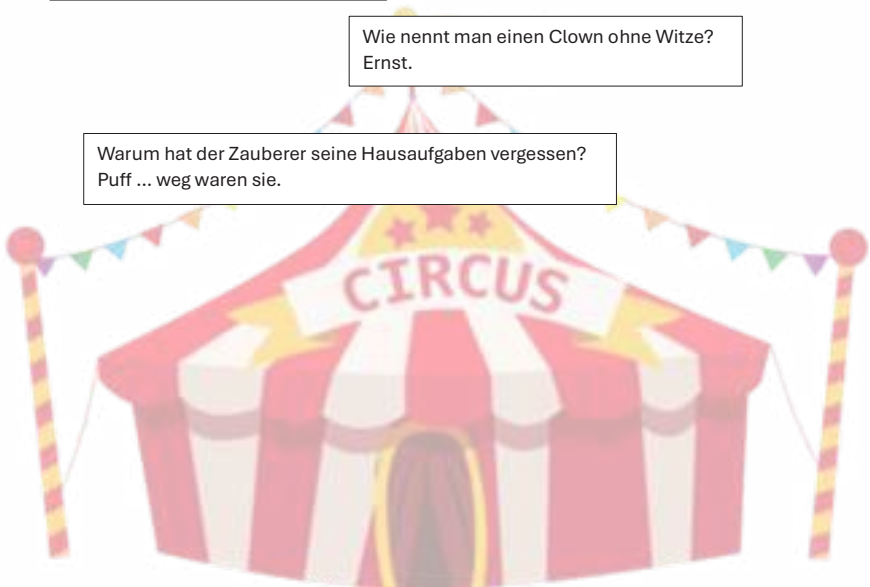 Wie nennt man einen Clown ohne Witze?
Ernst.
Warum hat der Zauberer seine Hausaufgaben vergessen?
Puff ... weg waren sie.
CIRCUS